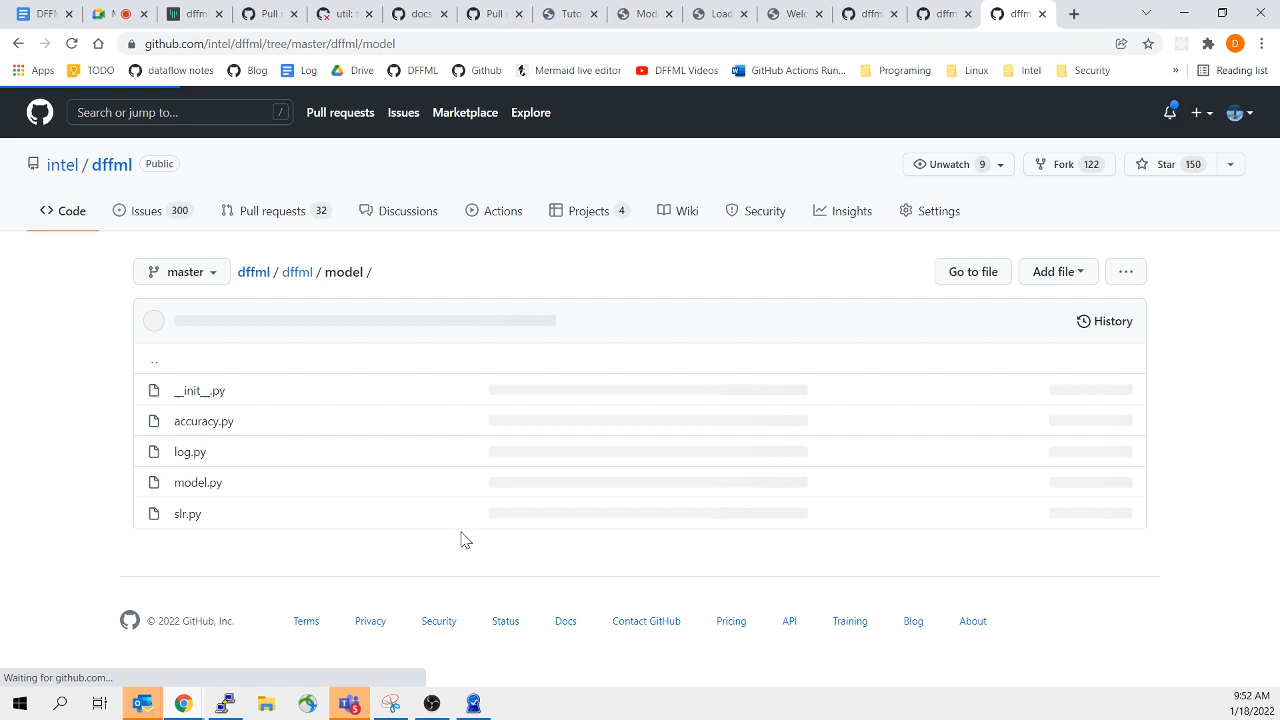 DFFM
M
dffm
Pull r
util: t
docs
Pull r
Tuto
Mod
Load
We
dffm
dffm
dffm
github.com/intel/dffml/tree/master/dffml/model
D
Apps
TODO
dataflow notes
Blog
Log
Drive
DFFML
Github
Mermaid live editor
DFFML Videos
GitHub Actions Run...
Programing
Linux
Intel
Security
»
Reading list
Search or jump to...
/
Pull requests
Issues
Marketplace
Explore
intel / dffml
Public
Unwatch 9
Fork 122
Star 150
Code
Issues 300
Pull requests 32
Discussions
Actions
Projects 4
Wiki
Security
Insights
Settings
master
dffml / dffml / model /
Go to file
Add file
History
..
__init__.py
accuracy.py
log.py
model.py
slr.py
© 2022 GitHub, Inc.
Terms
Privacy
Security
Status
Docs
Contact GitHub
Pricing
API
Training
Blog
About
Waiting for github.com...
9:52 AM
1/18/2022